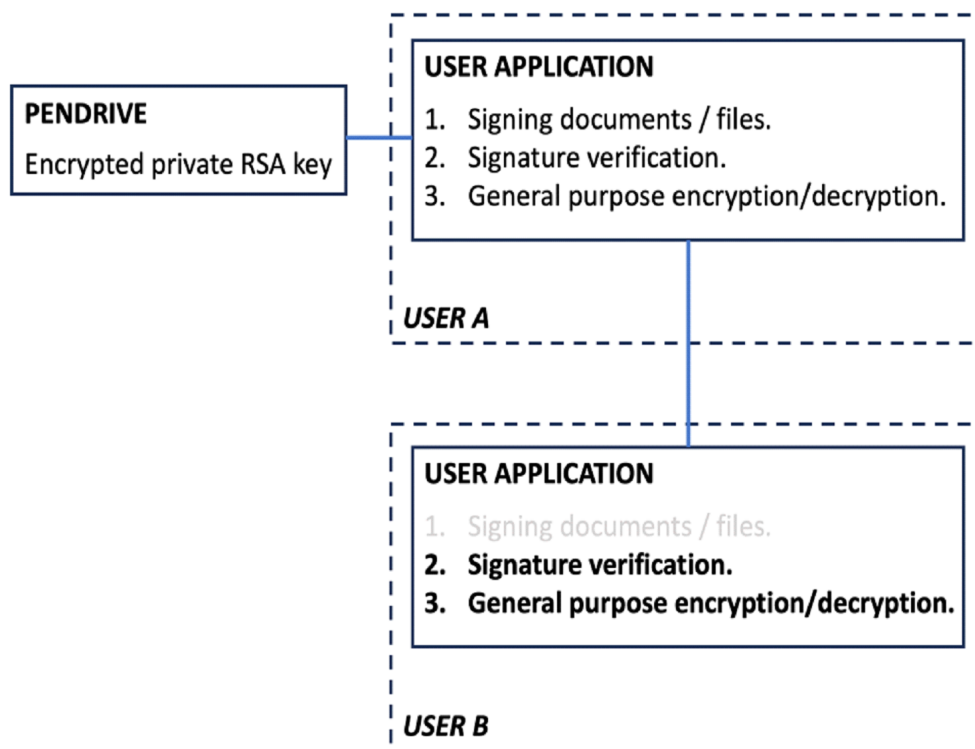 USER APPLICATION
1. Signing documents / files.
2. Signature verification.
3. General purpose encryption/decryption.
USER A
PENDRIVE
Encrypted private RSA key
USER APPLICATION
1. Signing documents / files.
2. Signature verification.
3. General purpose encryption/decryption.
USER B